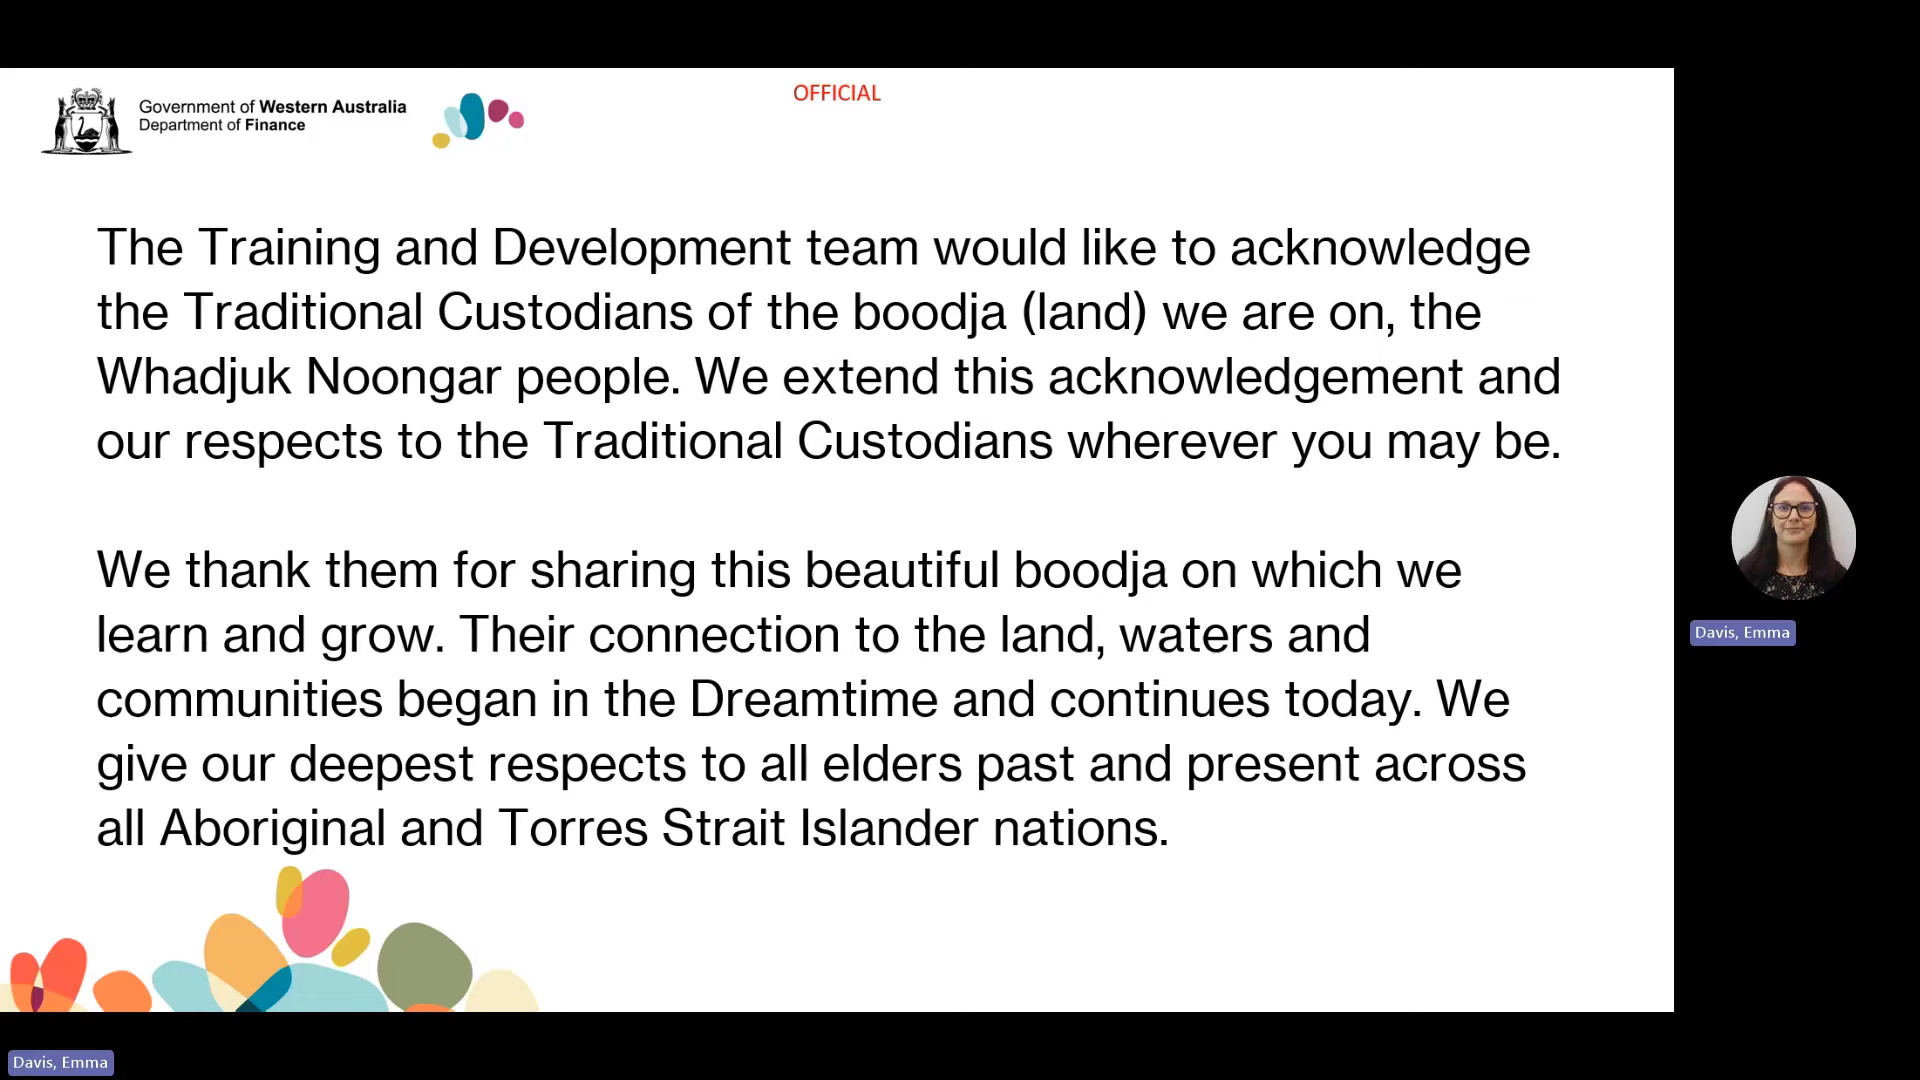 OFFICIAL
Government of Western Australia
Department of Finance
The Training and Development team would like to acknowledge
the Traditional Custodians of the boodja (land) we are on, the
Whadjuk Noongar people. We extend this acknowledgement and
our respects to the Traditional Custodians wherever you may be.
We thank them for sharing this beautiful boodja on which we
learn and grow. Their connection to the land, waters and
communities began in the Dreamtime and continues today. We
give our deepest respects to all elders past and present across
all Aboriginal and Torres Strait Islander nations.
Davis, Emma
Davis, Emma